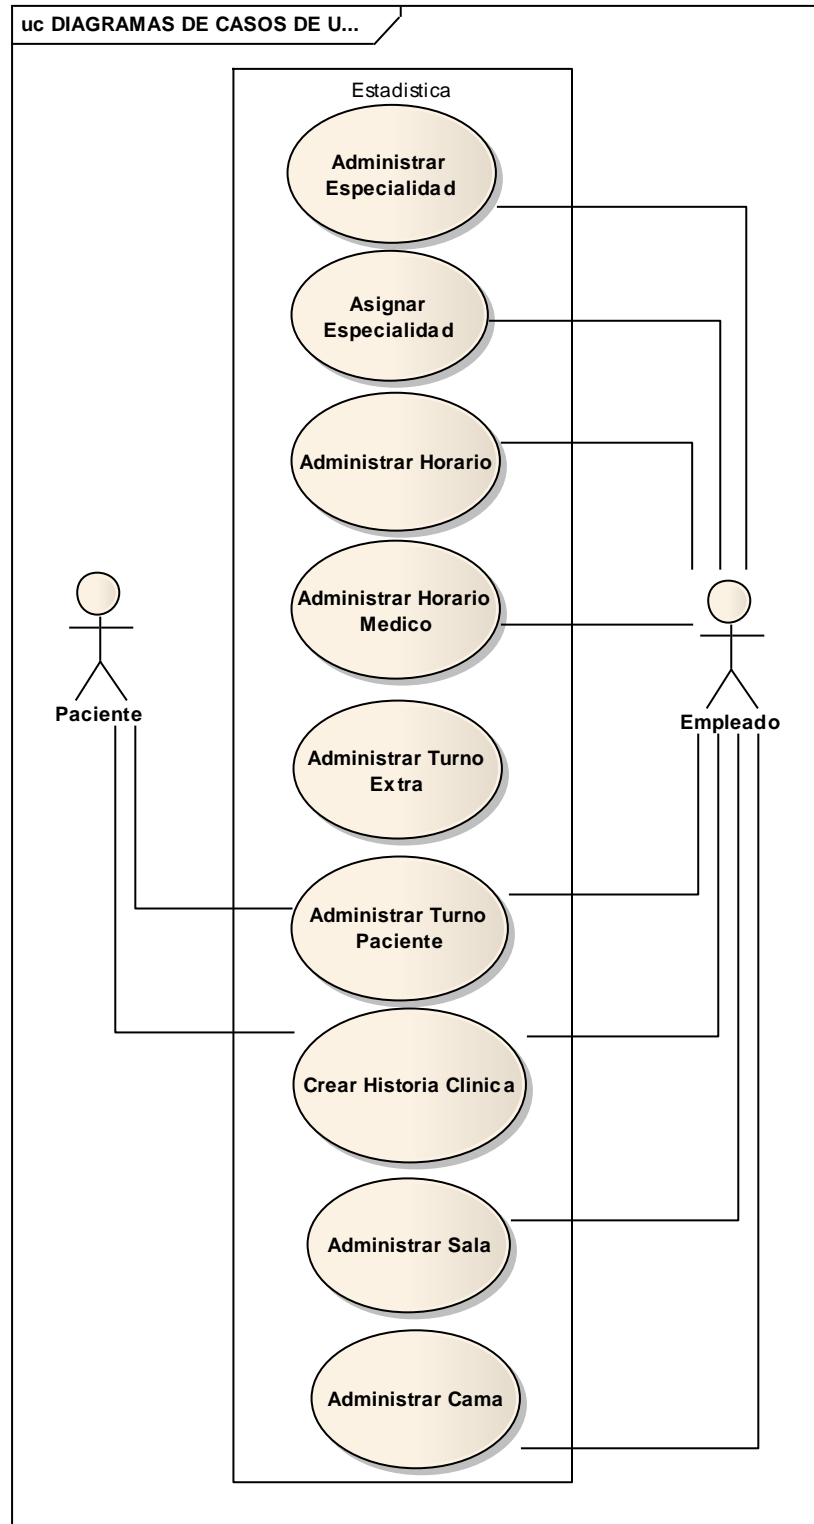 uc DIAGRAMAS DE CASOS DE U...
Estadistica
Administrar
Especialidad
Asignar
Especialidad
Administrar Horario
Administrar Horario
Medico
Paciente
Empleado
Administrar Turno
Extra
Administrar Turno
Paciente
Crear Historia Clinica
Administrar Sala
Administrar Cama